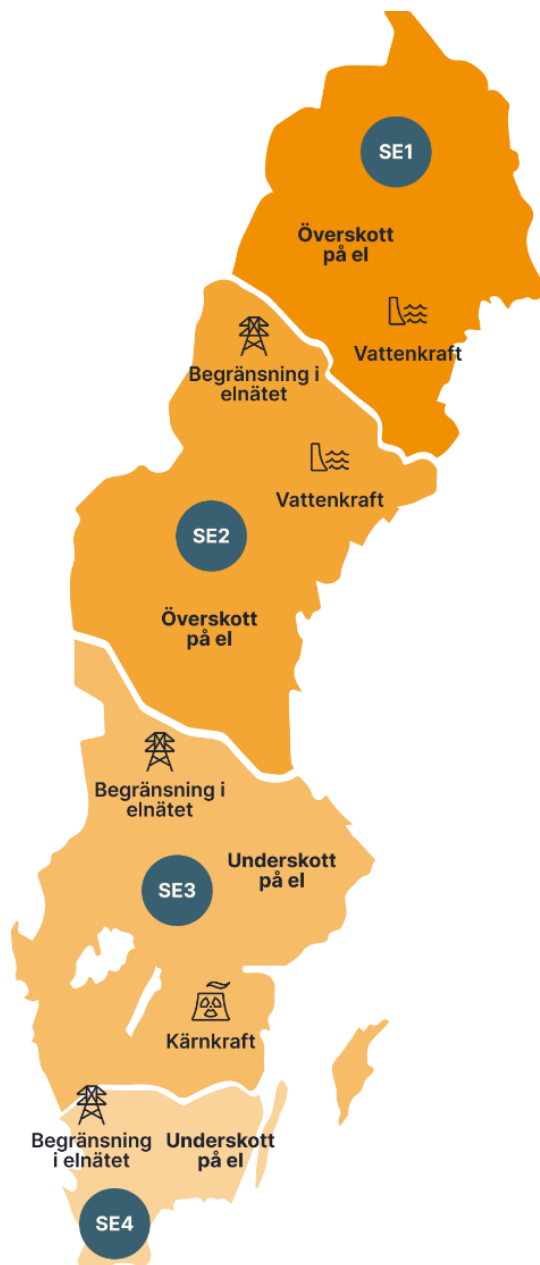 SE1
Överskott
på el
Vattenkraft
Begränsning i
elnätet
Vattenkraft
SE2
Överskott
på el
Begränsning i
elnätet
Underskott
på el
SE3
Kärnkraft
Begränsning
i elnätet
Underskott
på el
SE4